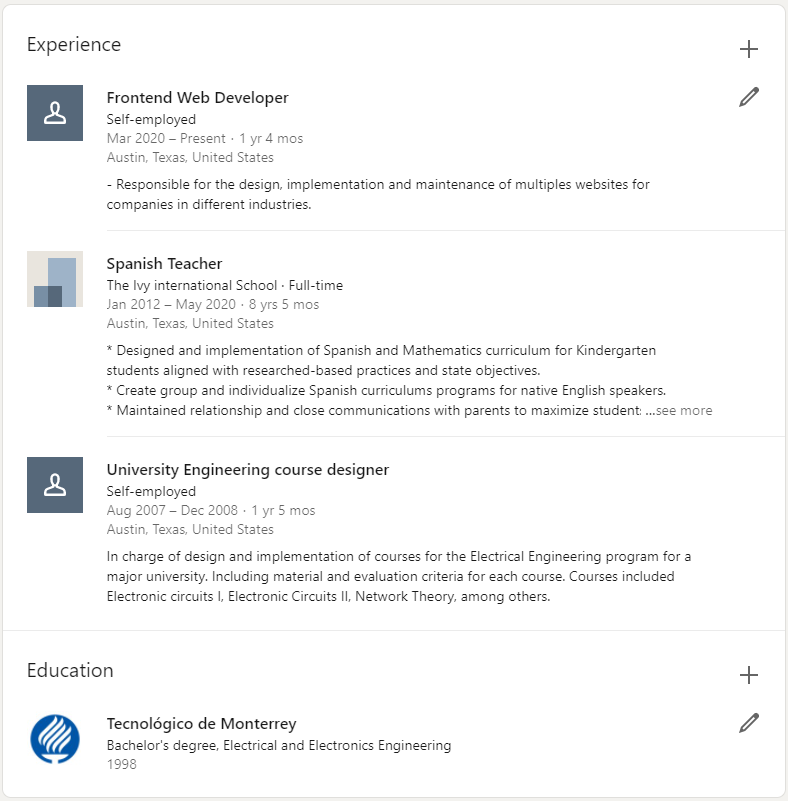 Experience
Frontend Web Developer
Self-employed
Mar 2020 – Present · 1 yr 4 mos
Austin, Texas, United States
- Responsible for the design, implementation and maintenance of multiples websites for
companies in different industries.
Spanish Teacher
The Ivy international School · Full-time
Jan 2012 – May 2020 · 8 yrs 5 mos
Austin, Texas, United States
* Designed and implementation of Spanish and Mathematics curriculum for Kindergarten
students aligned with researched-based practices and state objectives.
* Create group and individualize Spanish curriculums programs for native English speakers.
* Maintained relationship and close communications with parents to maximize student: ...see more
University Engineering course designer
Self-employed
Aug 2007 – Dec 2008 · 1 yr 5 mos
Austin, Texas, United States
In charge of design and implementation of courses for the Electrical Engineering program for a
major university. Including material and evaluation criteria for each course. Courses included
Electronic circuits I, Electronic Circuits II, Network Theory, among others.
Education
Tecnológico de Monterrey
Bachelor's degree, Electrical and Electronics Engineering
1998